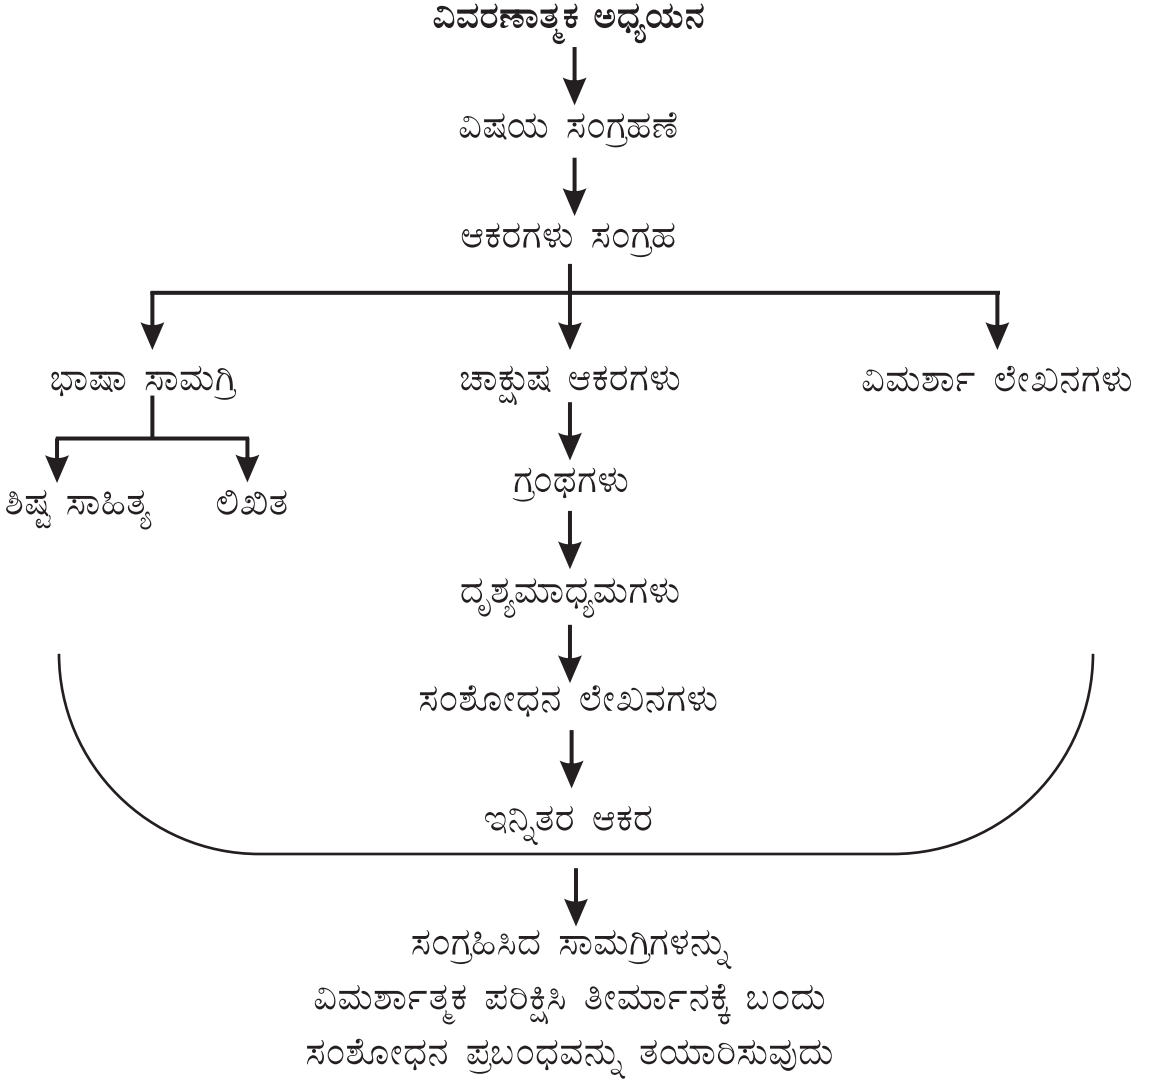 ವಿವರಣಾತ್ಮಕ ಅಧ್ಯಯನ
ವಿಷಯ ಸಂಗ್ರಹಣೆ
ಆಕರಗಳು ಸಂಗ್ರಹ
ಭಾಷಾ ಸಾಮಗ್ರಿ
ಚಾಕ್ಷುಷ ಆಕರಗಳು
ವಿಮರ್ಶಾ ಲೇಖನಗಳು
ಶಿಷ್ಟ ಸಾಹಿತ್ಯ
ಲಿಖಿತ
ಗ್ರಂಥಗಳು
ದೃಶ್ಯಮಾಧ್ಯಮಗಳು
ಸಂಶೋಧನ ಲೇಖನಗಳು
ಇನ್ನಿತರ ಆಕರ
ಸಂಗ್ರಹಿಸಿದ ಸಾಮಗ್ರಿಗಳನ್ನು
ವಿಮರ್ಶಾತ್ಮಕ ಪರಿಕ್ಷಿಸಿ ತೀರ್ಮಾನಕ್ಕೆ ಬಂದು
ಸಂಶೋಧನ ಪ್ರಬಂಧವನ್ನು ತಯಾರಿಸುವುದು